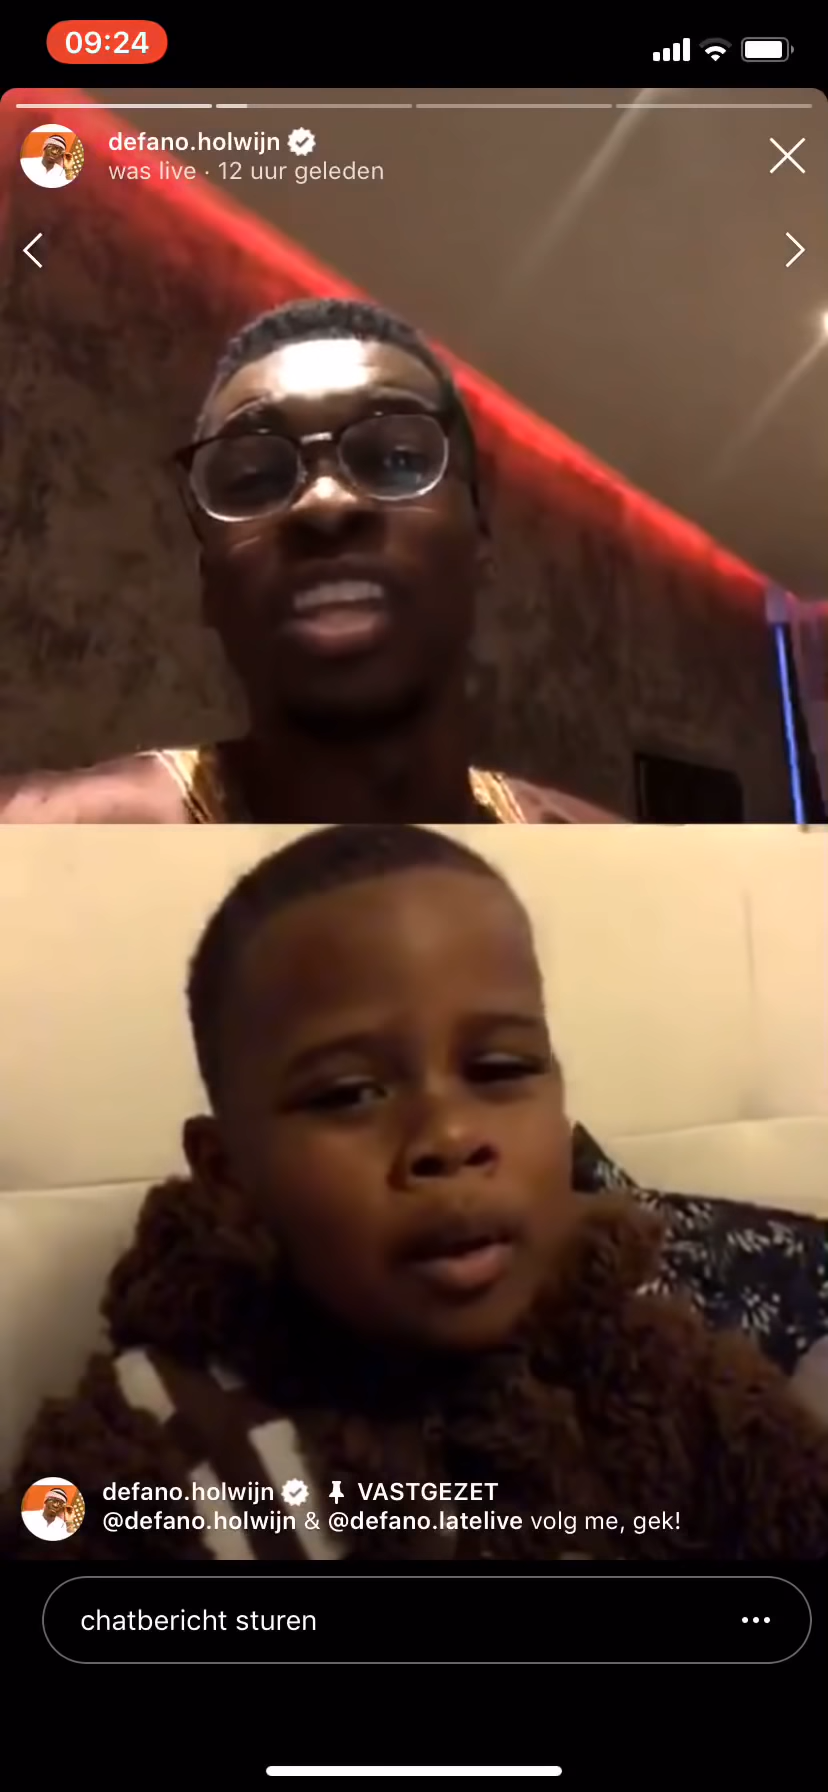 09:24
defano.holwijn
was live · 12 uur geleden
defano.holwijn VASTGEZET
@defano.holwijn & @defano.latelive volg me, gek!
chatbericht sturen